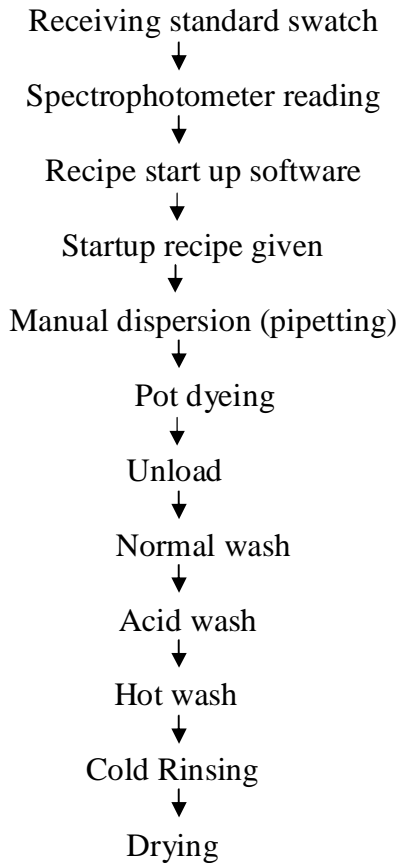 Receiving standard swatch
Spectrophotometer reading
Recipe start up software
Startup recipe given
Manual dispersion (pipetting)
Pot dyeing
Unload
Normal wash
Acid wash
Hot wash
Cold Rinsing
Drying